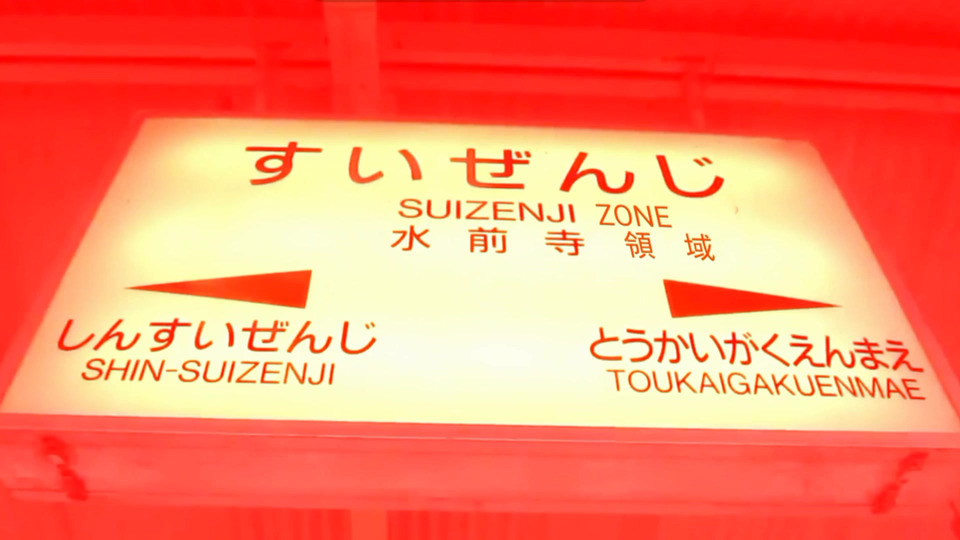 すいぜんじ
SUIZENJI ZONE
水前寺領域
しんすいぜんじ
SHIN-SUIZENJI
とうかいがくえんまえ
TOUKAIGAKUENMAE